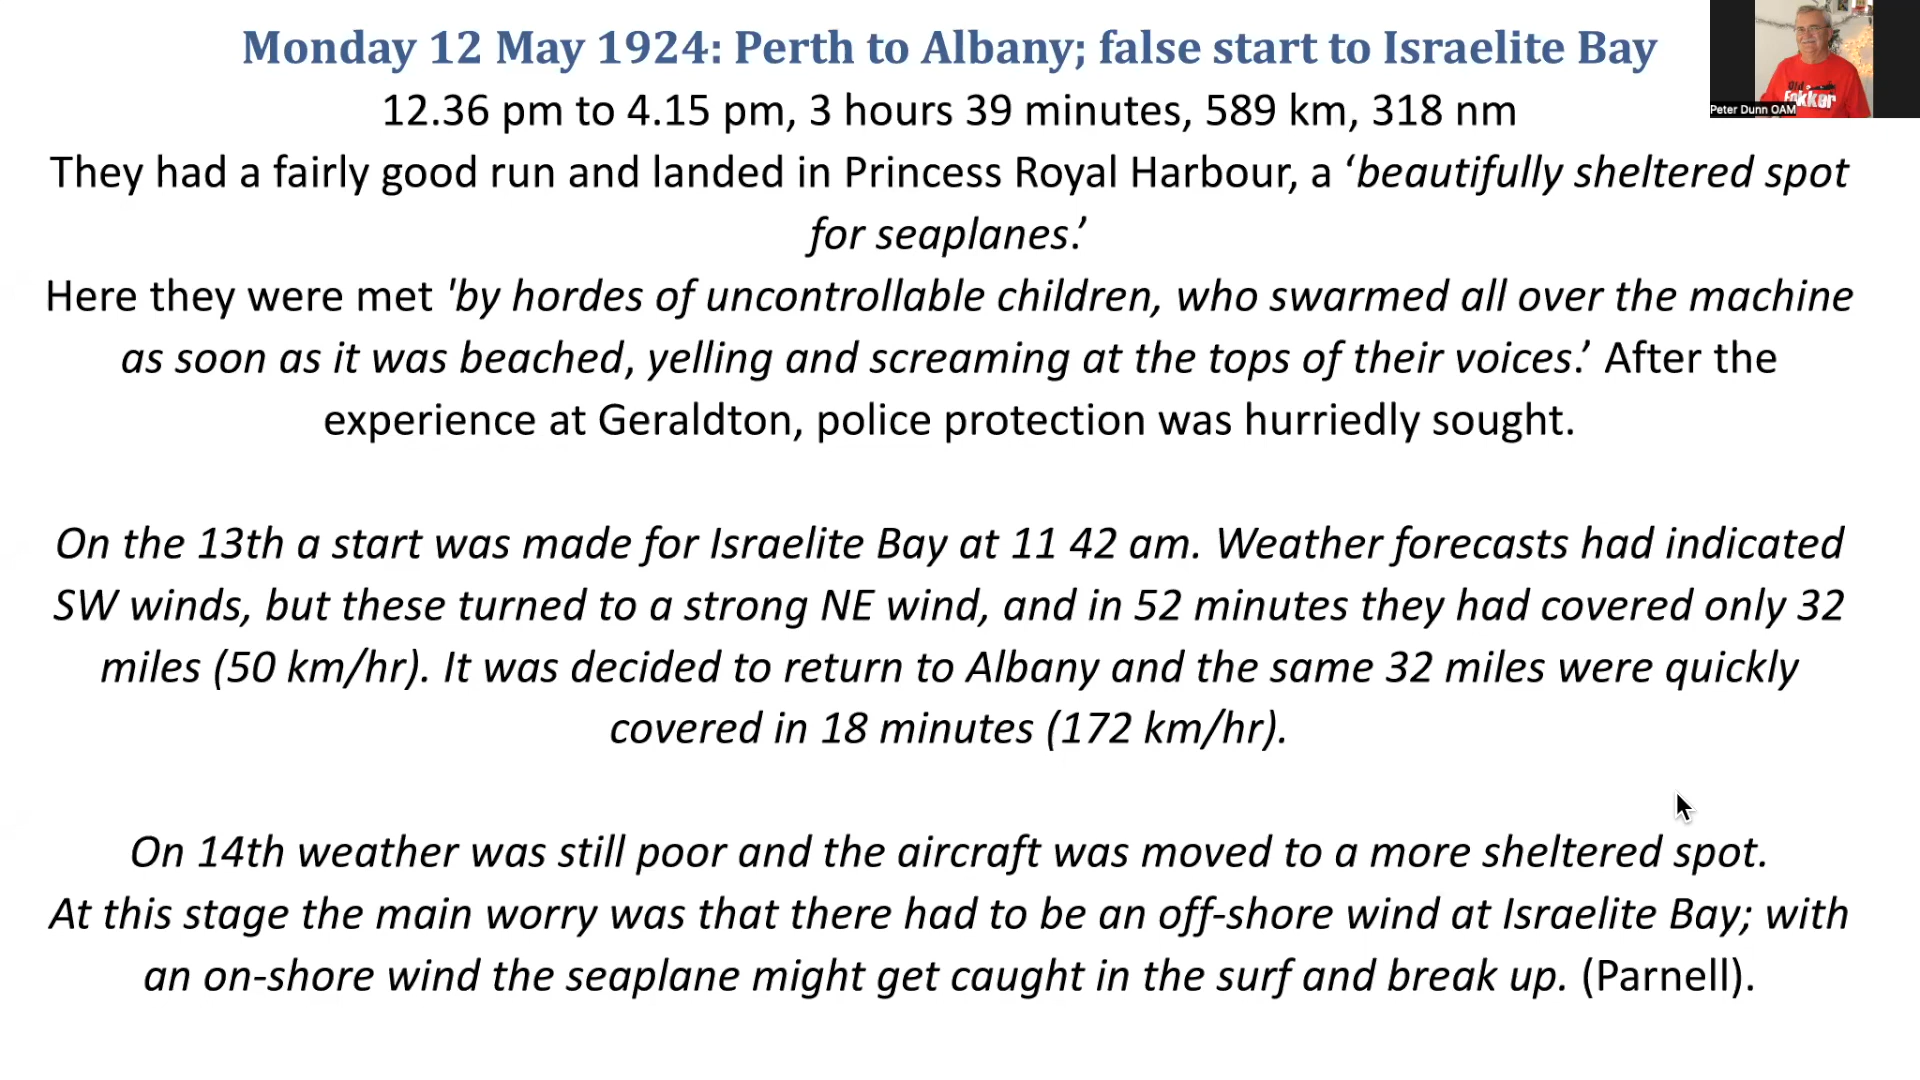 Monday 12 May 1924: Perth to Albany; false start to Israelite Bay
12.36 pm to 4.15 pm, 3 hours 39 minutes, 589 km, 318 nm
They had a fairly good run and landed in Princess Royal Harbour, a ‘beautifully sheltered spot
for seaplanes.’
Here they were met 'by hordes of uncontrollable children, who swarmed all over the machine
as soon as it was beached, yelling and screaming at the tops of their voices.’ After the
experience at Geraldton, police protection was hurriedly sought.
On the 13th a start was made for Israelite Bay at 11 42 am. Weather forecasts had indicated
SW winds, but these turned to a strong NE wind, and in 52 minutes they had covered only 32
miles (50 km/hr). It was decided to return to Albany and the same 32 miles were quickly
covered in 18 minutes (172 km/hr).
On 14th weather was still poor and the aircraft was moved to a more sheltered spot.
At this stage the main worry was that there had to be an off-shore wind at Israelite Bay; with
an on-shore wind the seaplane might get caught in the surf and break up. (Parnell).
Old
Fokker
Peter Dunn OAM